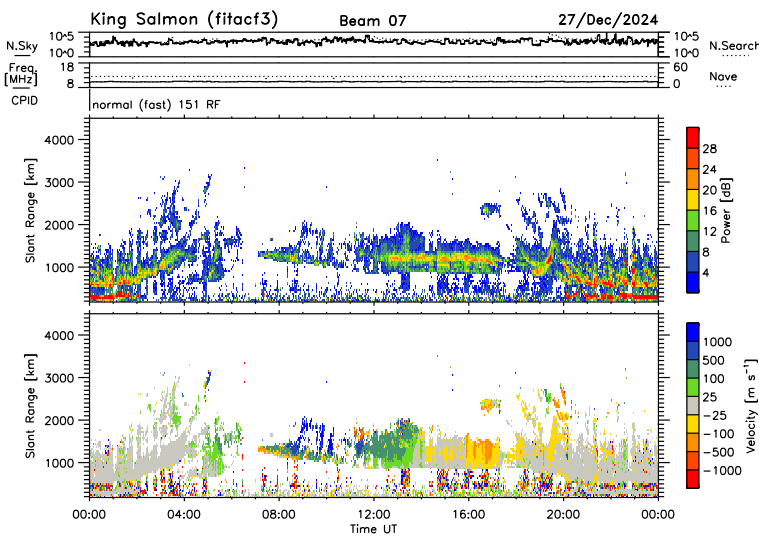 King Salmon (fitacf3) Beam 07 27/Dec/2024
N.Sky 10^5 10^0 10^5 10^0 N.Search
Freq. [MHz] 18 8 60 0 Nave
CPID normal (fast) 151 RF
Slant Range [km] 4000 3000 2000 1000
Power [dB] 28 24 20 16 12 8 4
Slant Range [km] 4000 3000 2000 1000
Velocity [m s^-1] 1000 500 100 25 -25 -100 -500 -1000
00:00 04:00 08:00 12:00 16:00 20:00 00:00
Time UT